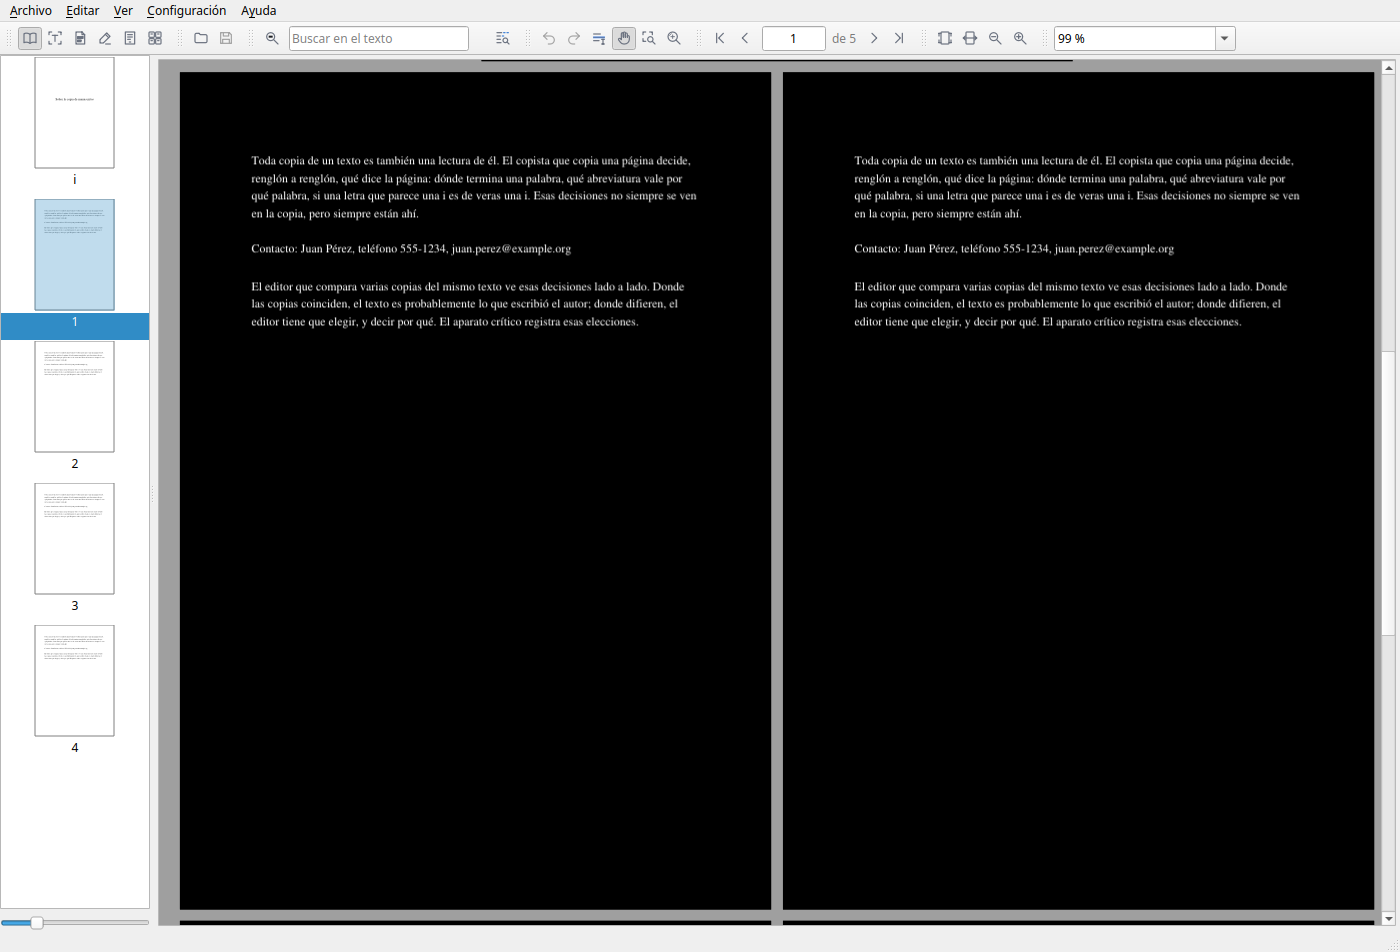 Archivo Editar Ver Configuración Ayuda
Buscar en el texto
1 de 5
99 %
Sobre la copia de manuscritos
i
1
2
3
4
Toda copia de un texto es también una lectura de él. El copista que copia una página decide,
renglón a renglón, qué dice la página: dónde termina una palabra, qué abreviatura vale por
qué palabra, si una letra que parece una i es de veras una i. Esas decisiones no siempre se ven
en la copia, pero siempre están ahí.
Contacto: Juan Pérez, teléfono 555-1234, juan.perez@example.org
El editor que compara varias copias del mismo texto ve esas decisiones lado a lado. Donde
las copias coinciden, el texto es probablemente lo que escribió el autor; donde difieren, el
editor tiene que elegir, y decir por qué. El aparato crítico registra esas elecciones.
Toda copia de un texto es también una lectura de él. El copista que copia una página decide,
renglón a renglón, qué dice la página: dónde termina una palabra, qué abreviatura vale por
qué palabra, si una letra que parece una i es de veras una i. Esas decisiones no siempre se ven
en la copia, pero siempre están ahí.
Contacto: Juan Pérez, teléfono 555-1234, juan.perez@example.org
El editor que compara varias copias del mismo texto ve esas decisiones lado a lado. Donde
las copias coinciden, el texto es probablemente lo que escribió el autor; donde difieren, el
editor tiene que elegir, y decir por qué. El aparato crítico registra esas elecciones.